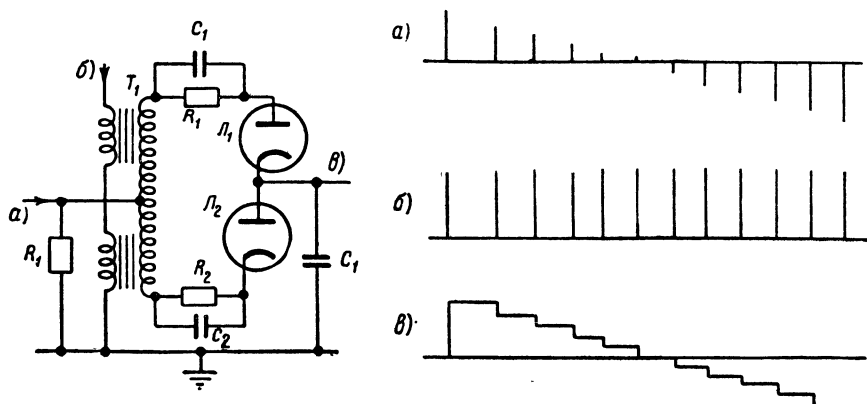 C₁
б)
T₁
R₁
Л₁
в)
а)
Л₂
R₁
R₂
C₁
C₂
а)
б)
в)